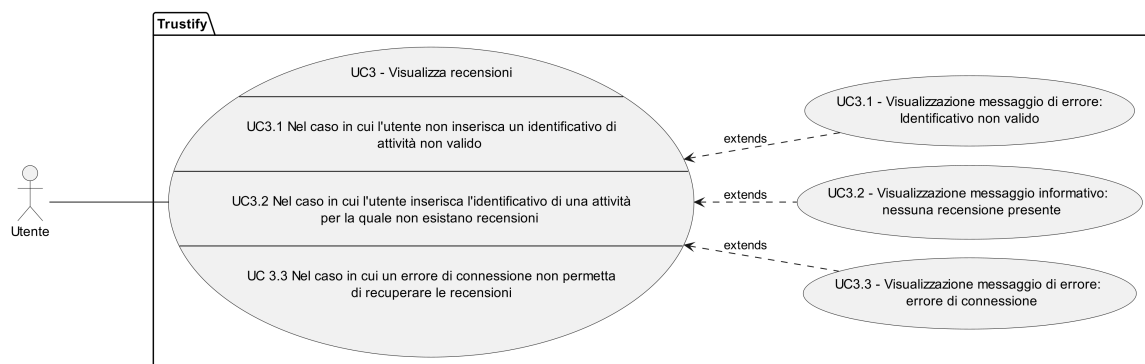 Trustify
UC3 - Visualizza recensioni
UC3.1 Nel caso in cui l'utente non inserisca un identificativo di
attività non valido
UC3.2 Nel caso in cui l'utente inserisca l'identificativo di una attività
per la quale non esistano recensioni
UC 3.3 Nel caso in cui un errore di connessione non permetta
di recuperare le recensioni
Utente
extends
extends
extends
UC3.1 - Visualizzazione messaggio di errore:
Identificativo non valido
UC3.2 - Visualizzazione messaggio informativo:
nessuna recensione presente
UC3.3 - Visualizzazione messaggio di errore:
errore di connessione